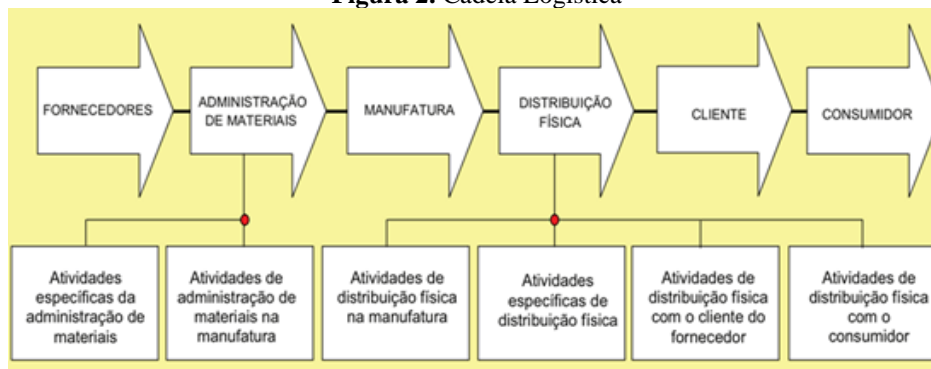 Figura 2. Cadeia Logística
FORNECEDORES
ADMINISTRAÇÃO
DE MATERIAIS
MANUFATURA
DISTRIBUIÇÃO
FÍSICA
CLIENTE
CONSUMIDOR
Atividades
específicas da
administração de
materiais
Atividades de
administração de
materiais na
manufatura
Atividades de
distribuição física
na manufatura
Atividades
específicas de
distribuição física
Atividades de
distribuição física
com o cliente do
fornecedor
Atividades de
distribuição física
com o
consumidor